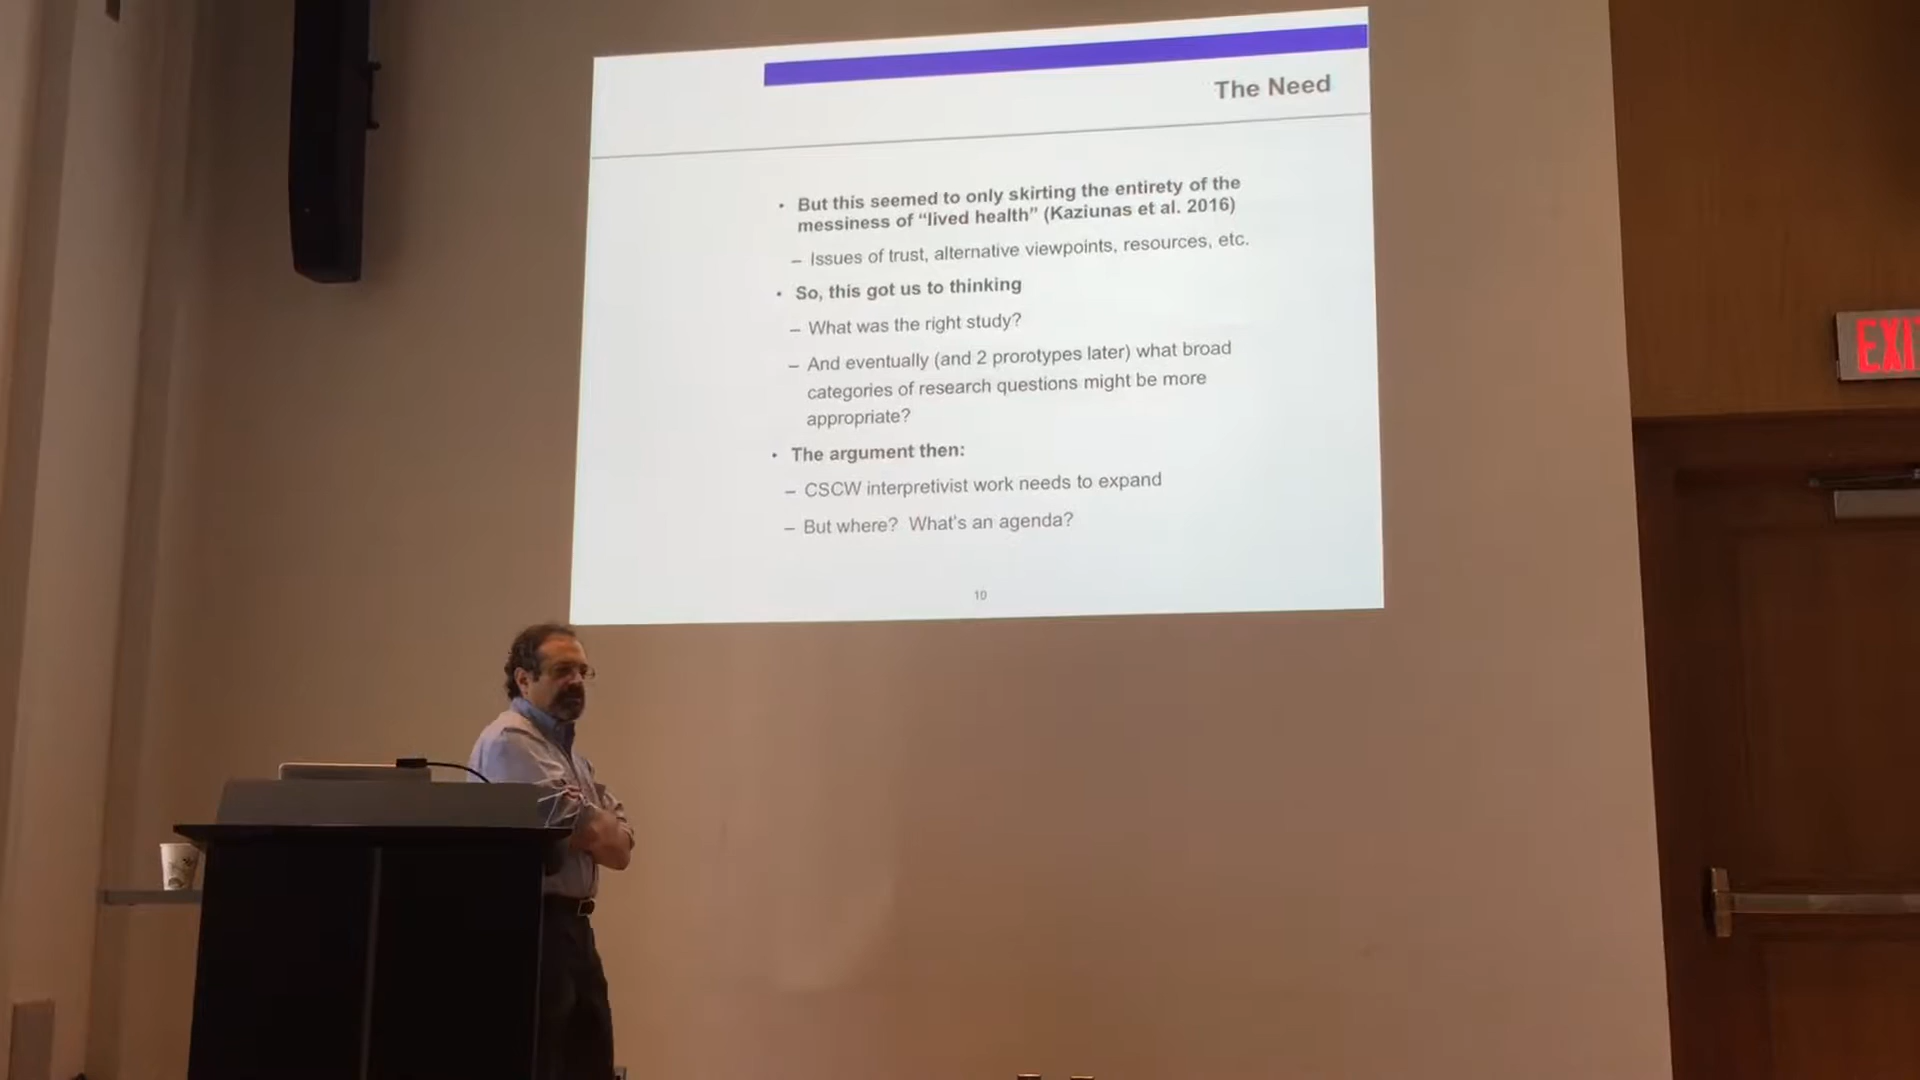 The Need
• But this seemed to only skirting the entirety of the
messiness of “lived health” (Kaziunas et al. 2016)
– Issues of trust, alternative viewpoints, resources, etc.
• So, this got us to thinking
– What was the right study?
– And eventually (and 2 prorotypes later) what broad
categories of research questions might be more
appropriate?
• The argument then:
– CSCW interpretivist work needs to expand
– But where? What's an agenda?
10
EXIT